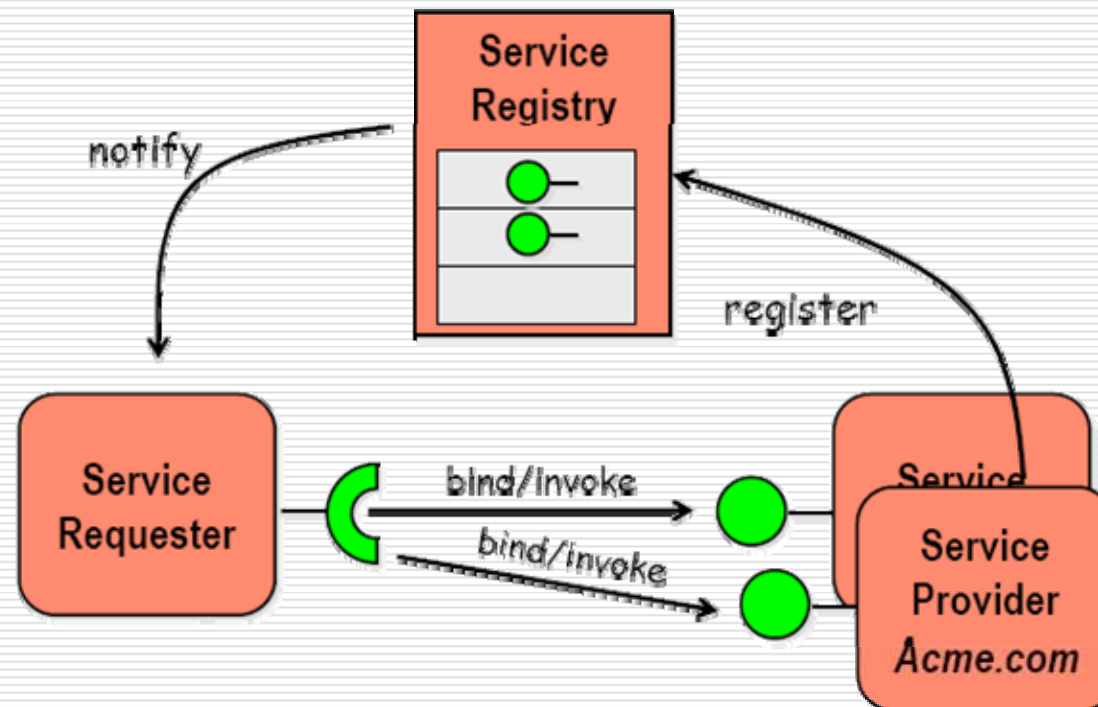 Service
Registry
notify
register
Service
Requester
bind/invoke
bind/invoke
Service
Service
Provider
Acme.com